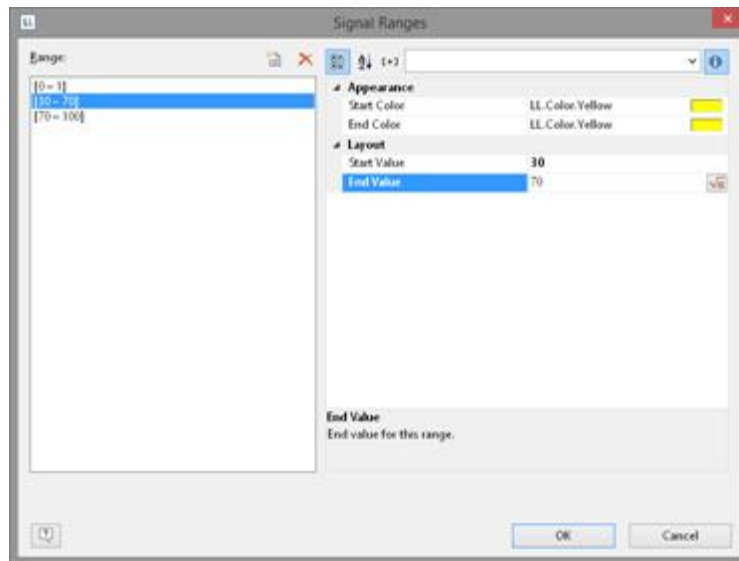 LL
Signal Ranges
Range:
[0 – 1]
[30 – 70]
[70 – 100]
Appearance
Start Color LL.Color.Yellow
End Color LL.Color.Yellow
Layout
Start Value 30
End Value 70
End Value
End value for this range.
OK Cancel